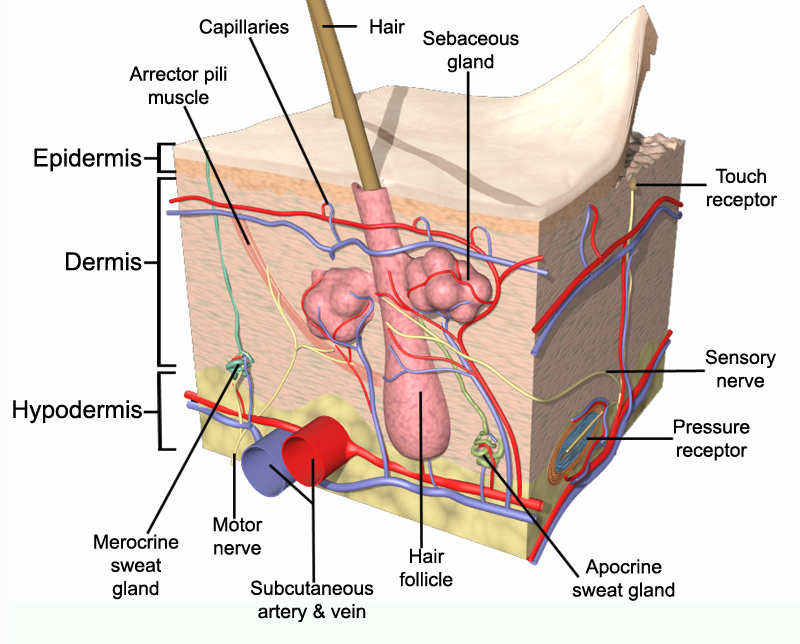 Capillaries
Hair
Sebaceous
gland
Arrector pili
muscle
Epidermis
Touch
receptor
Dermis
Sensory
nerve
Hypodermis
Pressure
receptor
Merocrine
sweat
gland
Motor
nerve
Subcutaneous
artery & vein
Hair
follicle
Apocrine
sweat gland